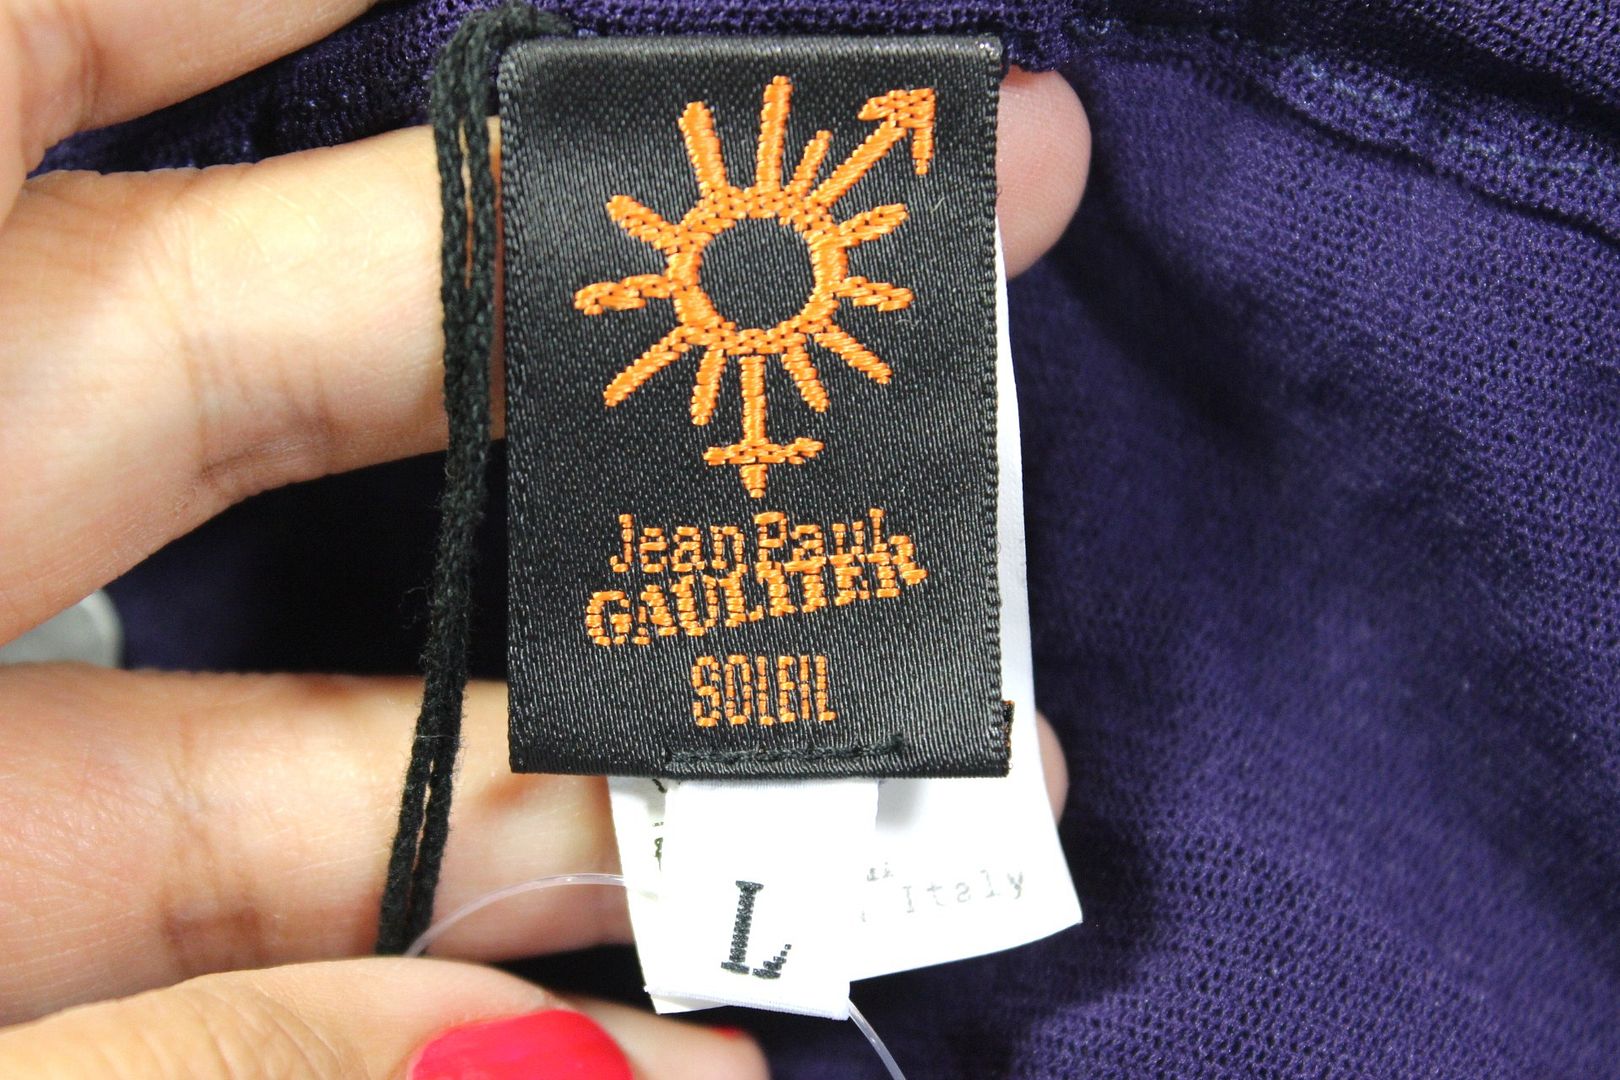 Jean Paul
GAULTIER
SOLEIL
L
Italy